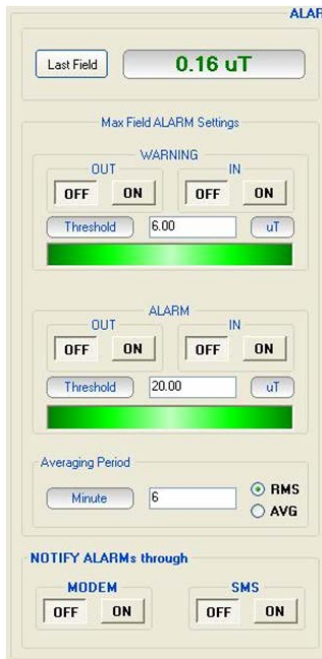 ALAR
Last Field 0.16 uT
Max Field ALARM Settings
WARNING
OUT IN
OFF ON OFF ON
Threshold 6.00 uT
ALARM
OUT IN
OFF ON OFF ON
Threshold 20.00 uT
Averaging Period
Minute 6 RMS
AVG
NOTIFY ALARMs through
MODEM SMS
OFF ON OFF ON